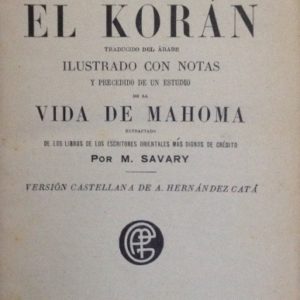 EL KORÁN
TRADUCIDO DEL ÁRABE
ILUSTRADO CON NOTAS
Y PRECEDIDO DE UN ESTUDIO
DE LA
VIDA DE MAHOMA
EXTRACTADO
DE LOS LIBROS DE LOS ESCRITORES ORIENTALES MÁS DIGNOS DE CRÉDITO
POR M. SAVARY
VERSIÓN CASTELLANA DE A. HERNÁNDEZ CATÁ